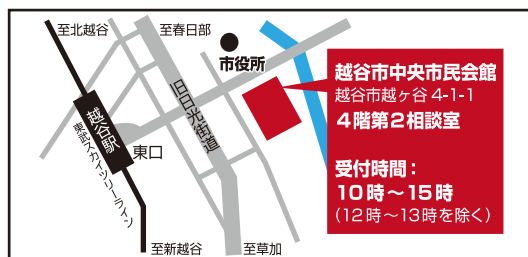 至北越谷
至春日部
市役所
越谷駅
東口
東武スカイツリーライン
旧日光街道
至新越谷
至草加
越谷市中央市民会館
越谷市越ヶ谷 4-1-1
4階第2相談室
受付時間：
10時～15時
(12時～13時を除く)